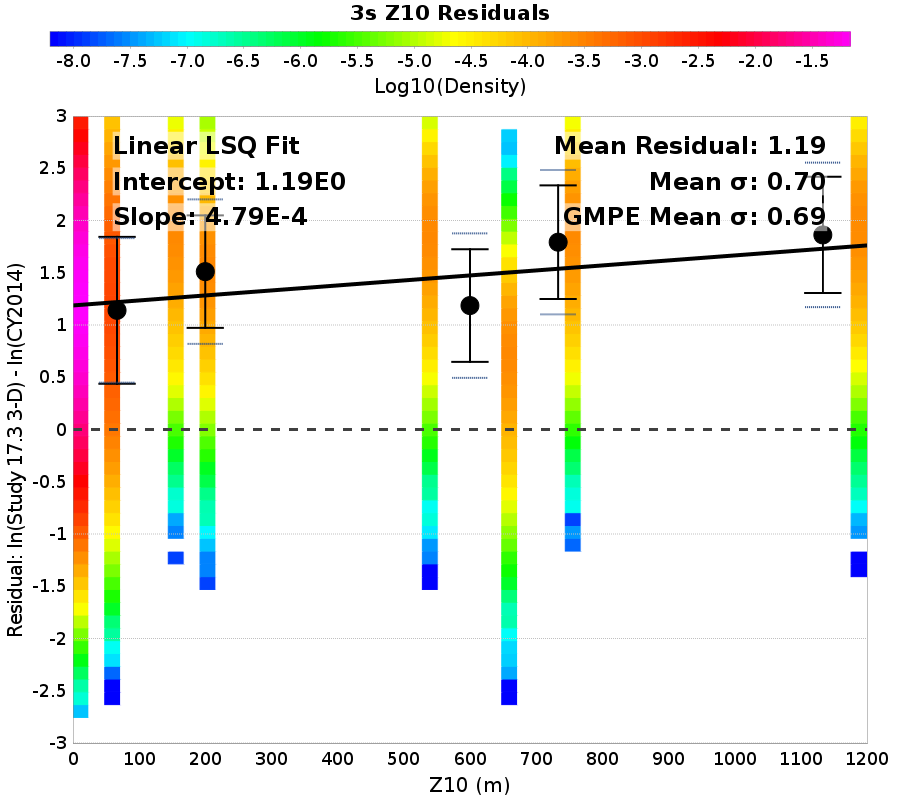 3s Z10 Residuals
-8.0 -7.5 -7.0 -6.5 -6.0 -5.5 -5.0 -4.5 -4.0 -3.5 -3.0 -2.5 -2.0 -1.5
Log10(Density)
Linear LSQ Fit
Intercept: 1.19E0
Slope: 4.79E-4
Mean Residual: 1.19
Mean σ: 0.70
GMPE Mean σ: 0.69
Residual: ln(Study 17.3 3-D) - ln(CY2014)
3
2.5
2
1.5
1
0.5
0
-0.5
-1
-1.5
-2
-2.5
-3
0 100 200 300 400 500 600 700 800 900 1000 1100 1200
Z10 (m)